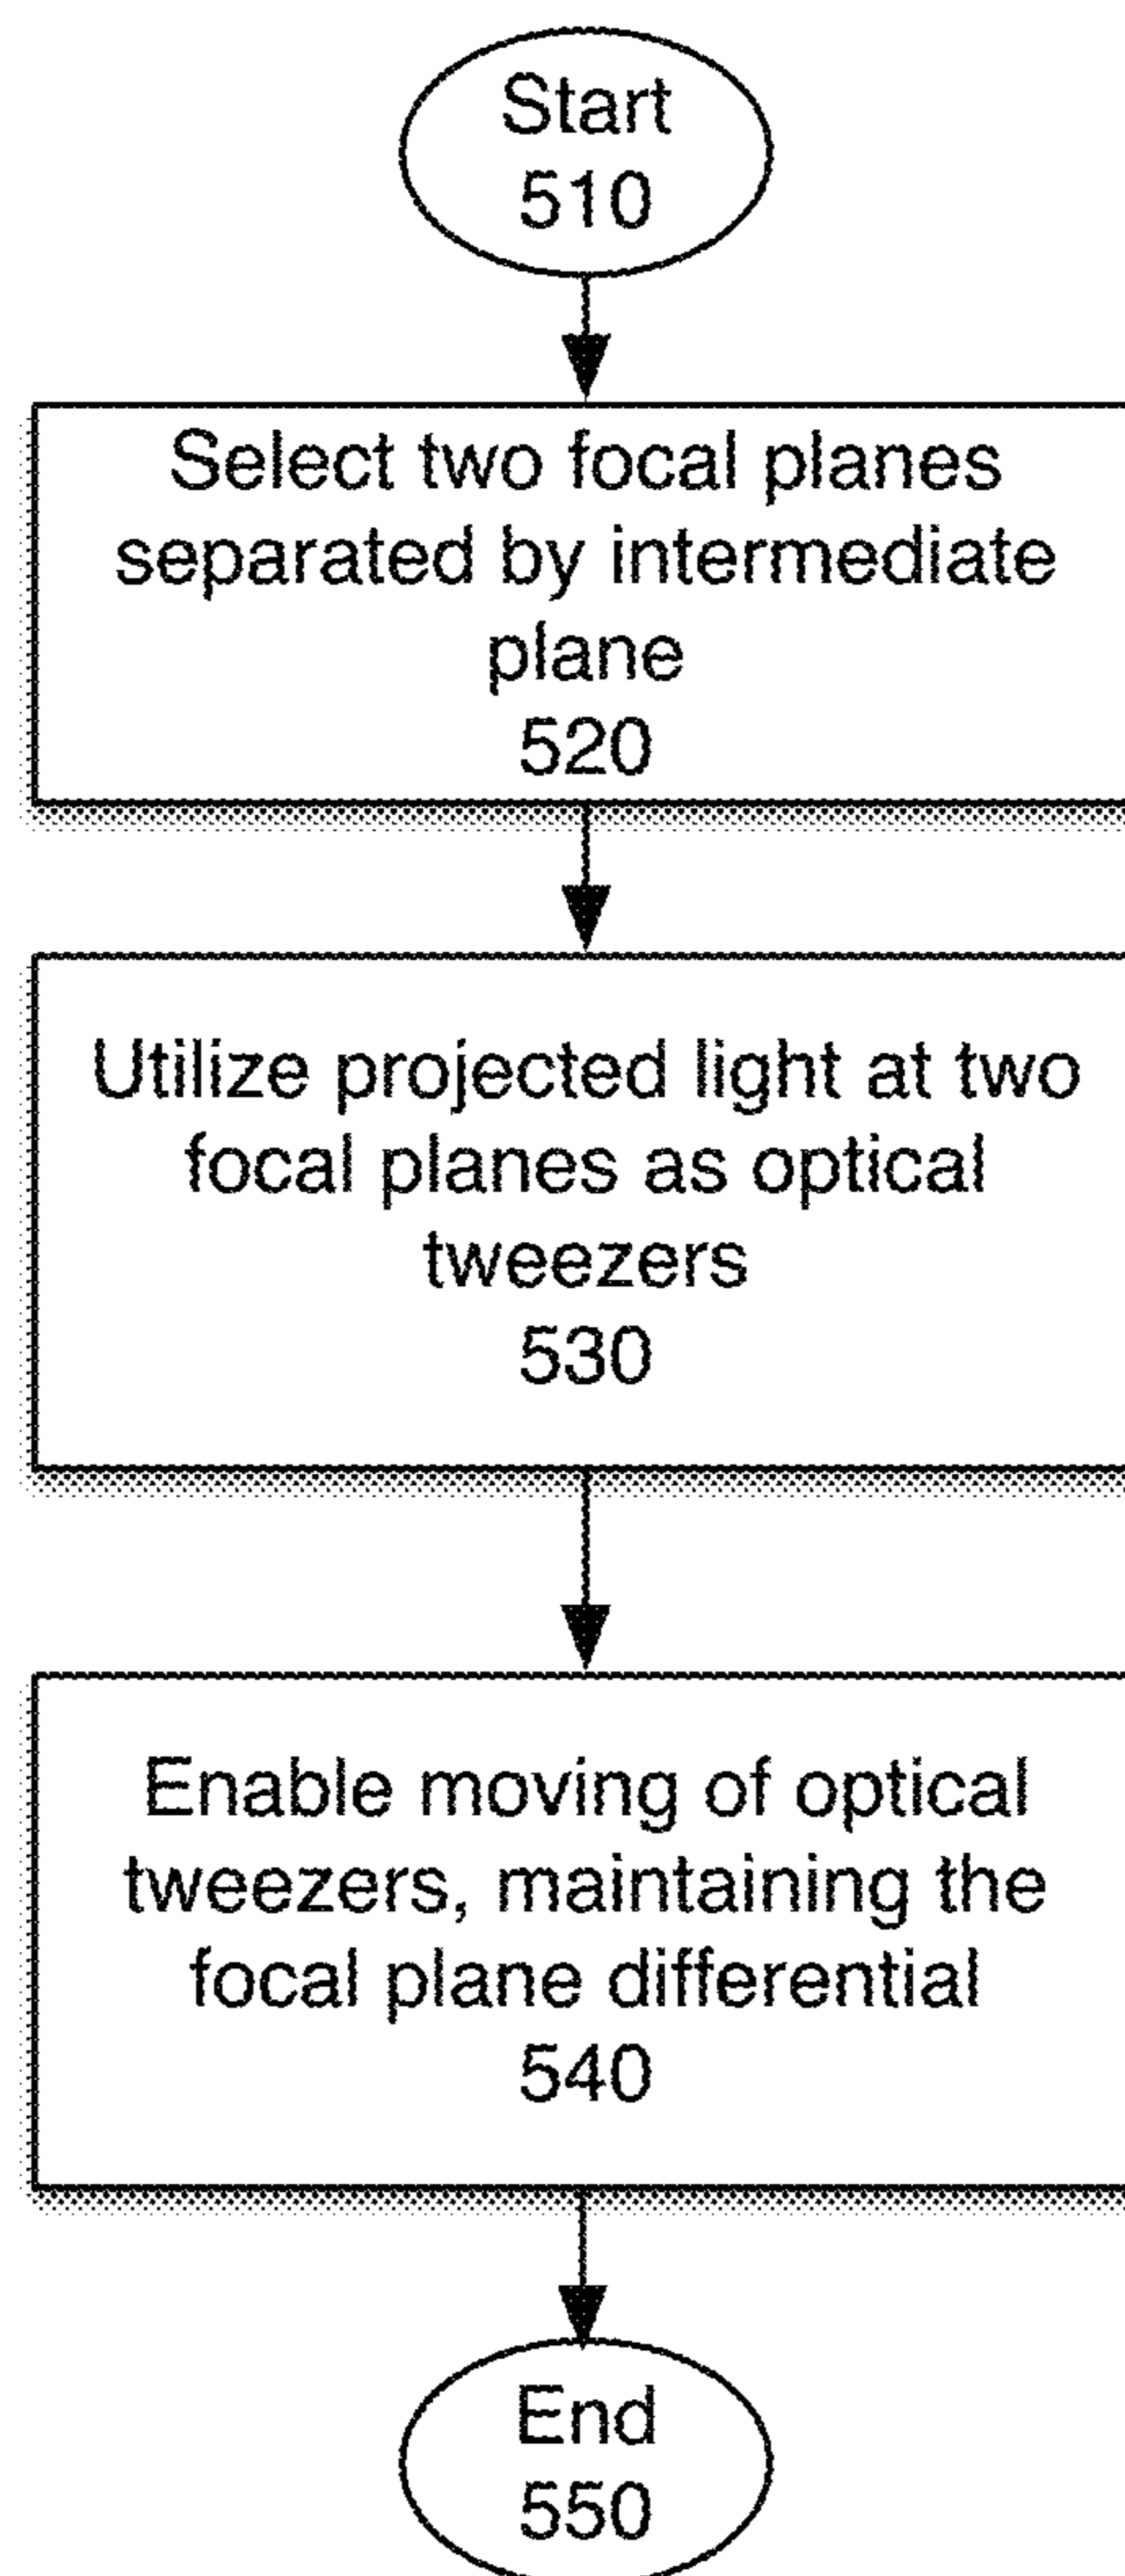 Start
510
Select two focal planes
separated by intermediate
plane
520
Utilize projected light at two
focal planes as optical
tweezers
530
Enable moving of optical
tweezers, maintaining the
focal plane differential
540
End
550